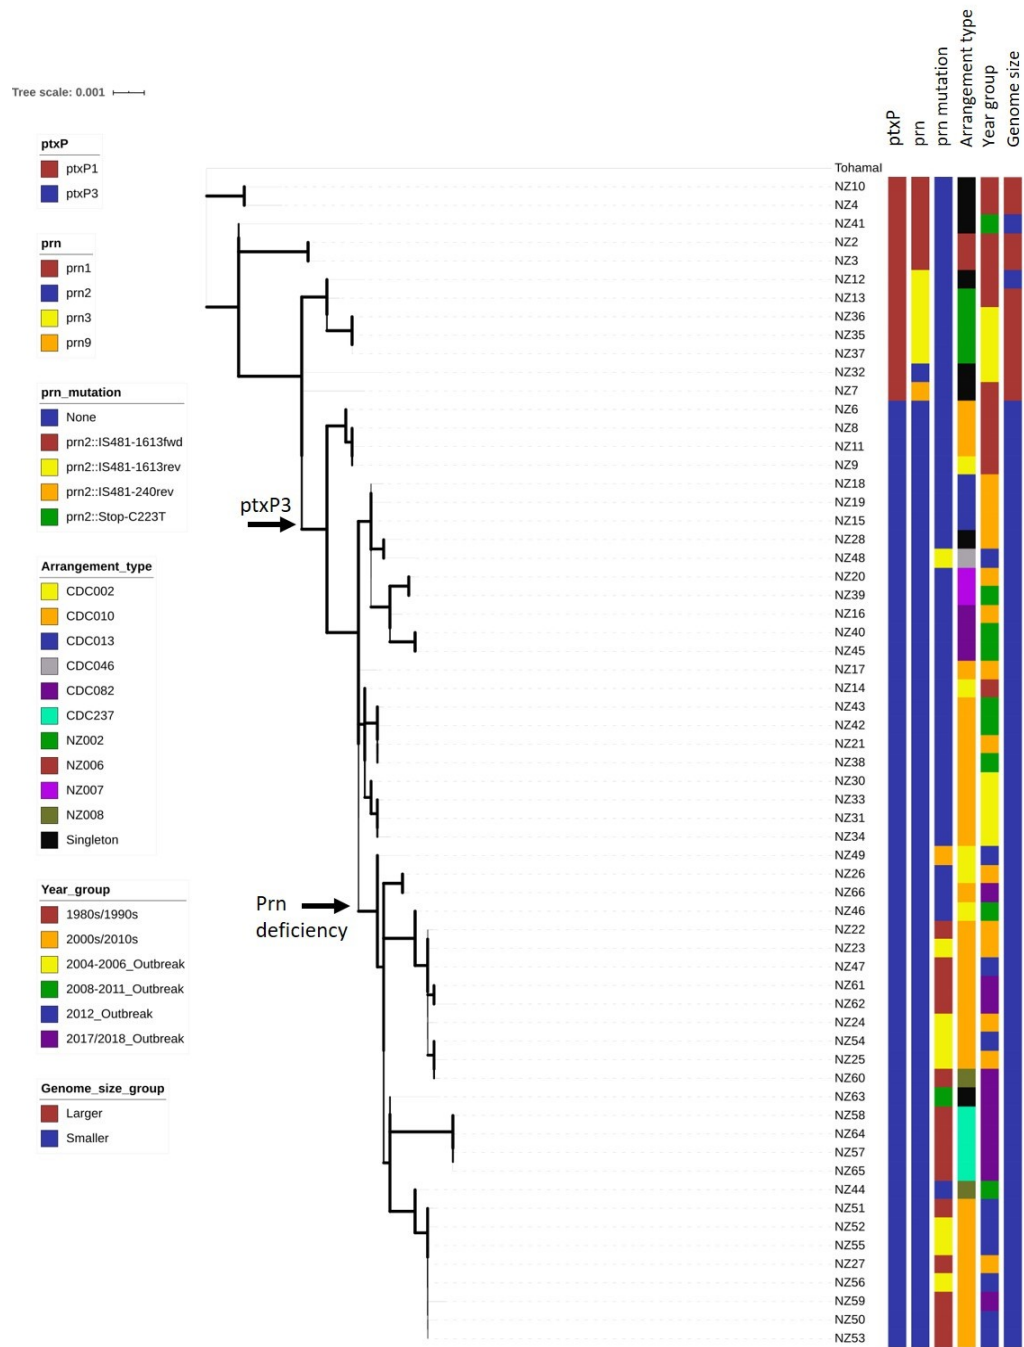 ptxP
prn
prn mutation
Arrangement type
Year group
Genome size
Tree scale: 0.001
ptxP
ptxP1
ptxP3
prn
prn1
prn2
prn3
prn9
prn_mutation
None
prn2::IS481-1613fwd
prn2::IS481-1613rev
prn2::IS481-240rev
prn2::Stop-C223T
Arrangement_type
CDC002
CDC010
CDC013
CDC046
CDC082
CDC237
NZ002
NZ006
NZ007
NZ008
Singleton
Year_group
1980s/1990s
2000s/2010s
2004-2006_Outbreak
2008-2011_Outbreak
2012_Outbreak
2017/2018_Outbreak
Genome_size_group
Larger
Smaller
ptxP3
Prn
deficiency
TohamaI
NZ10
NZ4
NZ41
NZ2
NZ3
NZ12
NZ13
NZ36
NZ35
NZ37
NZ32
NZ7
NZ6
NZ8
NZ11
NZ9
NZ18
NZ19
NZ15
NZ28
NZ48
NZ20
NZ39
NZ16
NZ40
NZ45
NZ17
NZ14
NZ43
NZ42
NZ21
NZ38
NZ30
NZ33
NZ31
NZ34
NZ49
NZ26
NZ66
NZ46
NZ22
NZ23
NZ47
NZ61
NZ62
NZ24
NZ54
NZ25
NZ60
NZ63
NZ58
NZ64
NZ57
NZ65
NZ44
NZ51
NZ52
NZ55
NZ27
NZ56
NZ59
NZ50
NZ53